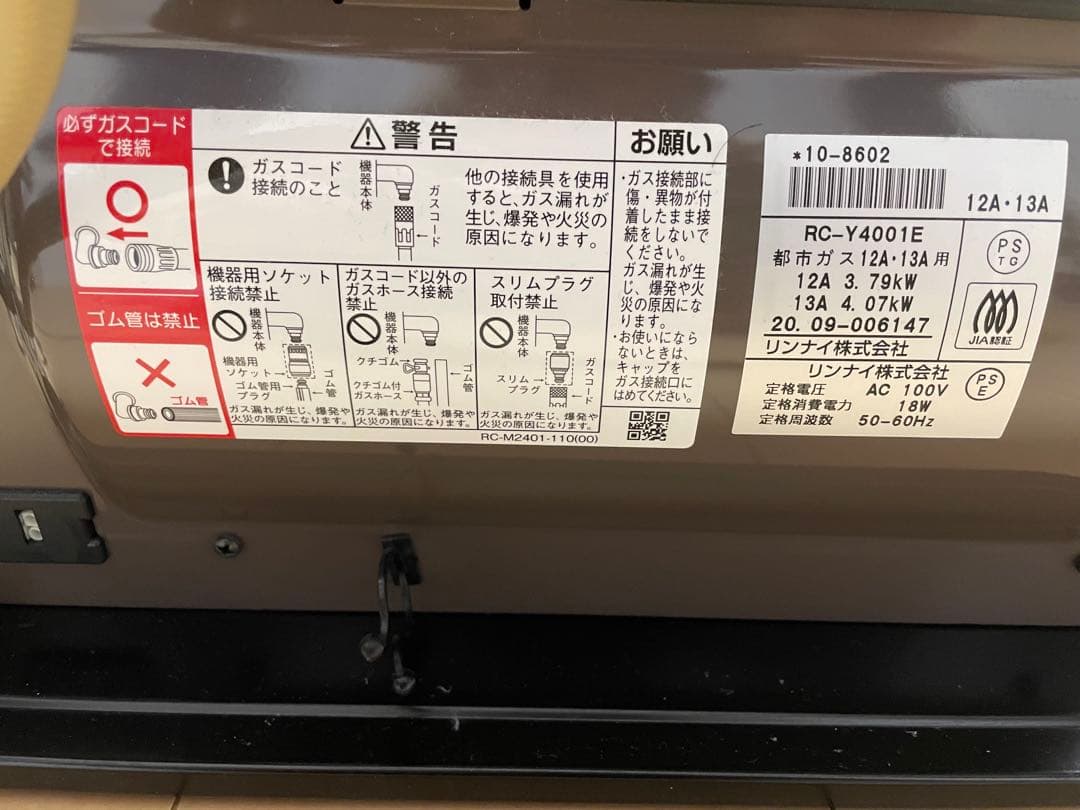 必ずガスコード
で接続
ゴム管は禁止
ゴム管
警告
ガスコード
接続のこと
機器本体
ガスコード
他の接続具を使用
すると、ガス漏れが
生じ、爆発や火災の
原因になります。
機器用ソケット
接続禁止
機器本体
機器用
ソケット
ゴム管用
プラグ
ゴム管
ガス漏れが生じ、爆発や
火災の原因になります。
ガスコード以外の
ガスホース接続
禁止
機器本体
クチゴム
クチゴム付
ガスホース
ゴム管
ガス漏れが生じ、爆発や
火災の原因になります。
スリムプラグ
取付禁止
機器本体
スリム
プラグ
ガスコード
ガス漏れが生じ、爆発や
火災の原因になります。
RC-M2401-110(00)
お願い
・ガス接続部に
傷・異物が付
着したまま接
続をしないで
ください。
ガス漏れが生
じ、爆発や火
災の原因にな
ります。
・お使いになら
ないときは、
キャップを
ガス接続口に
はめてください。
*10-8602
12A・13A
RC-Y4001E
都市ガス12A・13A用
12A 3.79kW
13A 4.07kW
20.09-006147
リンナイ株式会社
PS
TG
JIA認証
リンナイ株式会社
定格電圧 AC 100V
定格消費電力 18W
定格周波数 50-60Hz
PS
E